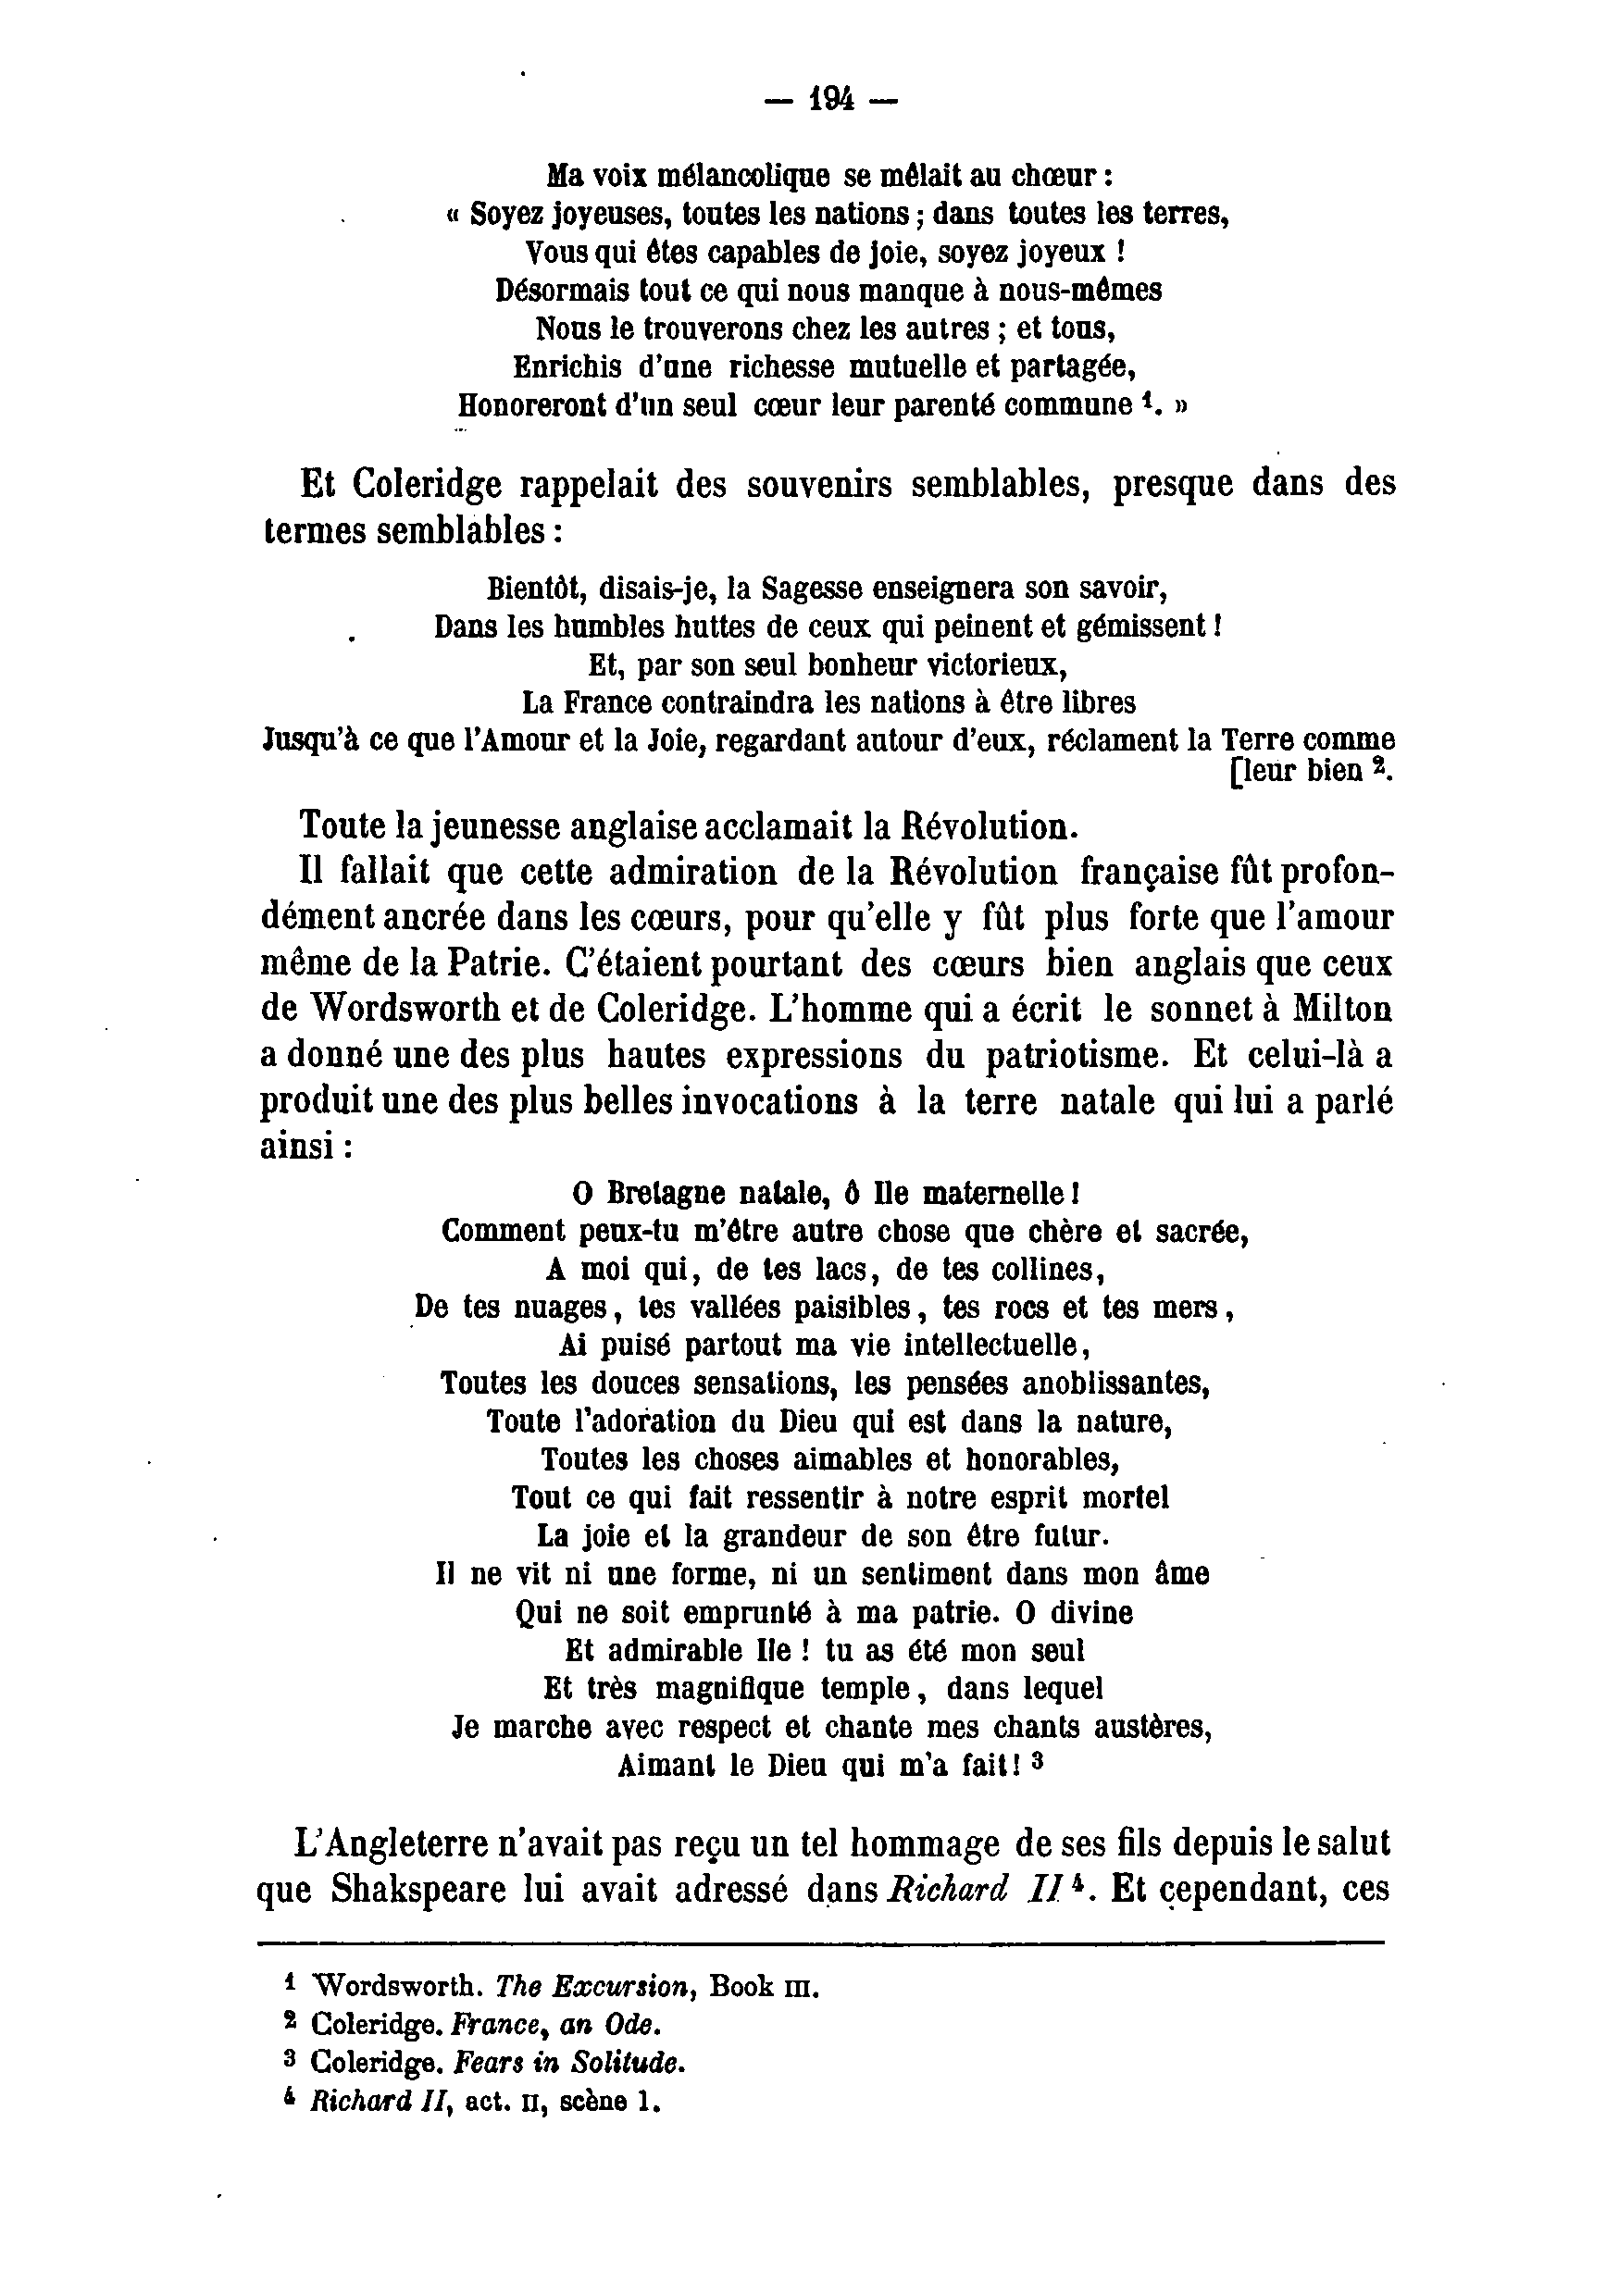 — 194 —
Ma voix mélancolique se mêlait au chœur :
« Soyez joyeuses, toutes les nations ; dans toutes les terres,
Vous qui êtes capables de joie, soyez joyeux !
Désormais tout ce qui nous manque à nous-mêmes
Nous le trouverons chez les autres ; et tous,
Enrichis d'une richesse mutuelle et partagée,
Honoreront d'un seul cœur leur parenté commune ¹. »
Et Coleridge rappelait des souvenirs semblables, presque dans des
termes semblables :
Bientôt, disais-je, la Sagesse enseignera son savoir,
Dans les humbles huttes de ceux qui peinent et gémissent !
Et, par son seul bonheur victorieux,
La France contraindra les nations à être libres
Jusqu'à ce que l'Amour et la Joie, regardant autour d'eux, réclament la Terre comme
[leur bien ².
Toute la jeunesse anglaise acclamait la Révolution.
Il fallait que cette admiration de la Révolution française fût profon-
dément ancrée dans les cœurs, pour qu'elle y fût plus forte que l'amour
même de la Patrie. C'étaient pourtant des cœurs bien anglais que ceux
de Wordsworth et de Coleridge. L'homme qui a écrit le sonnet à Milton
a donné une des plus hautes expressions du patriotisme. Et celui-là a
produit une des plus belles invocations à la terre natale qui lui a parlé
ainsi :
O Bretagne natale, ô Ile maternelle !
Comment peux-tu m'être autre chose que chère et sacrée,
A moi qui, de tes lacs, de tes collines,
De tes nuages, tes vallées paisibles, tes rocs et tes mers,
Ai puisé partout ma vie intellectuelle,
Toutes les douces sensations, les pensées anoblissantes,
Toute l'adoration du Dieu qui est dans la nature,
Toutes les choses aimables et honorables,
Tout ce qui fait ressentir à notre esprit mortel
La joie et la grandeur de son être futur.
Il ne vit ni une forme, ni un sentiment dans mon âme
Qui ne soit emprunté à ma patrie. O divine
Et admirable Ile ! tu as été mon seul
Et très magnifique temple, dans lequel
Je marche avec respect et chante mes chants austères,
Aimant le Dieu qui m'a fait ! ³
L'Angleterre n'avait pas reçu un tel hommage de ses fils depuis le salut
que Shakspeare lui avait adressé dans Richard II ⁴. Et cependant, ces
¹ Wordsworth. The Excursion, Book III.
² Coleridge. France, an Ode.
³ Coleridge. Fears in Solitude.
⁴ Richard II, act. II, scène 1.